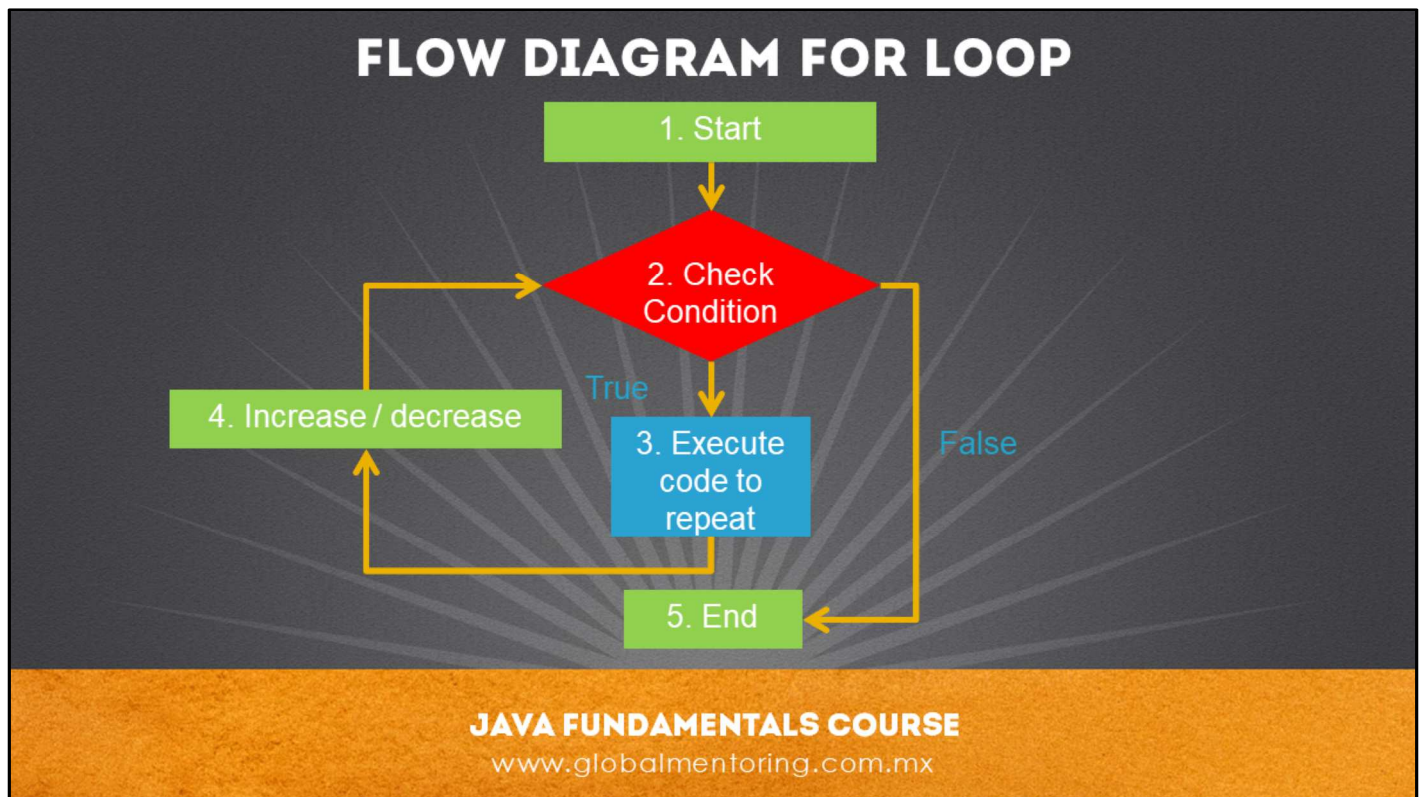 FLOW DIAGRAM FOR LOOP
1. Start
2. Check
Condition
True
3. Execute
code to
repeat
4. Increase / decrease
False
5. End
JAVA FUNDAMENTALS COURSE
www.globalmentoring.com.mx